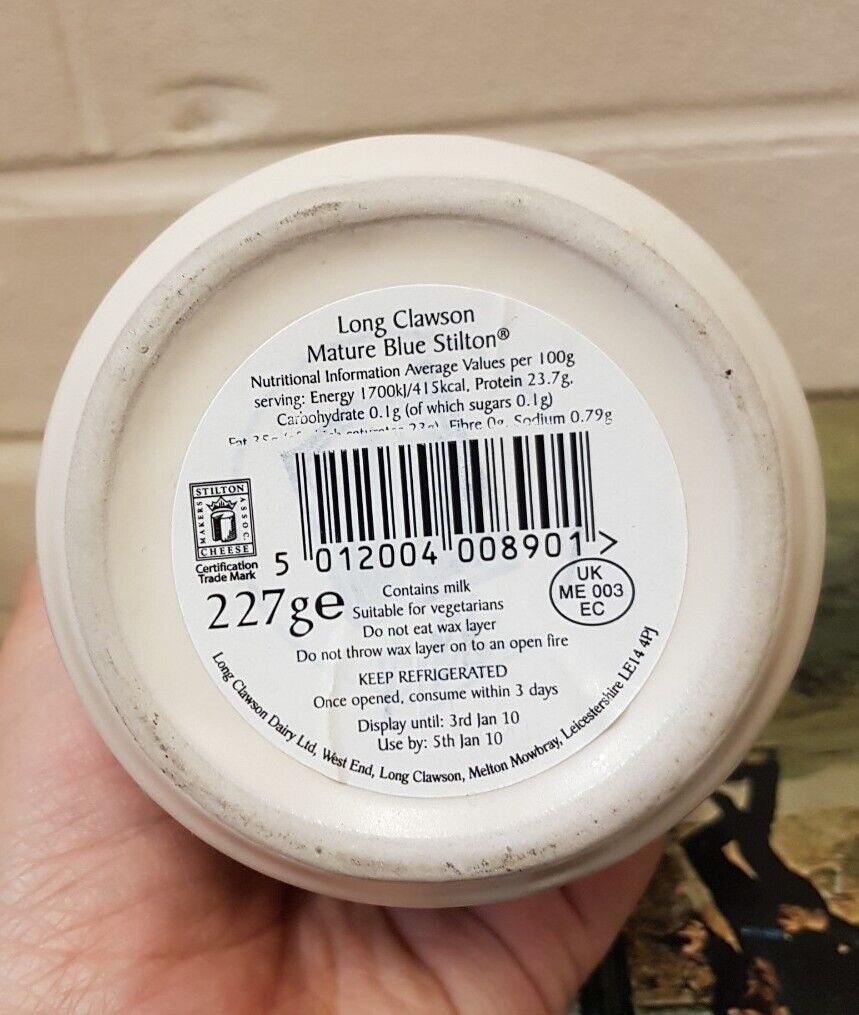 Long Clawson
Mature Blue Stilton®
Nutritional Information Average Values per 100g
serving: Energy 1700kJ/415kcal, Protein 23.7g,
Carbohydrate 0.1g (of which sugars 0.1g)
Fat Fibre 0g, Sodium 0.79g
STILTON
MAKERS
ASSOC.
CHEESE
Certification
Trade Mark
5 012004 008901 >
227g℮
Contains milk
Suitable for vegetarians
Do not eat wax layer
Do not throw wax layer on to an open fire
UK
ME 003
EC
KEEP REFRIGERATED
Once opened, consume within 3 days
Display until: 3rd Jan 10
Use by: 5th Jan 10
Long Clawson Dairy Ltd, West End, Long Clawson, Melton Mowbray, Leicestershire LE14 4PJ